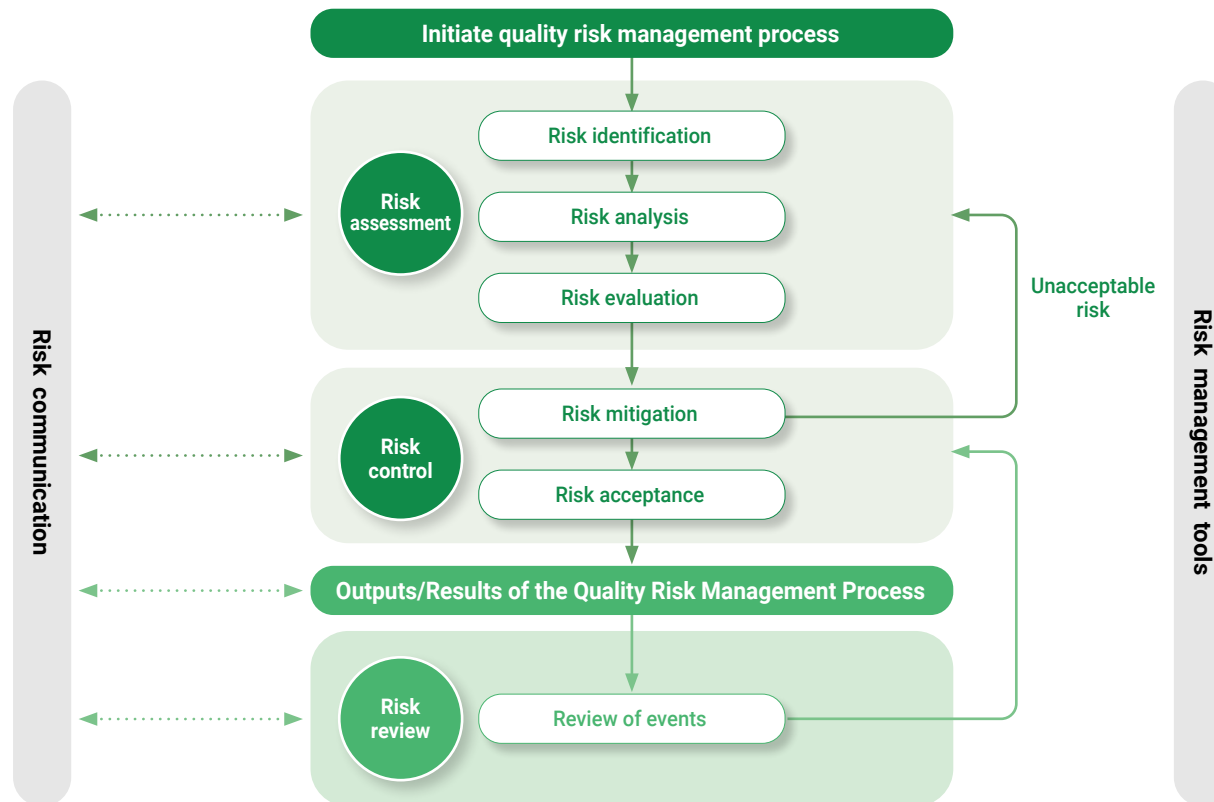 Initiate quality risk management process
Risk identification
Risk
assessment
Risk analysis
Risk evaluation
Unacceptable
risk
Risk communication
Risk management tools
Risk mitigation
Risk
control
Risk acceptance
Outputs/Results of the Quality Risk Management Process
Risk
review
Review of events